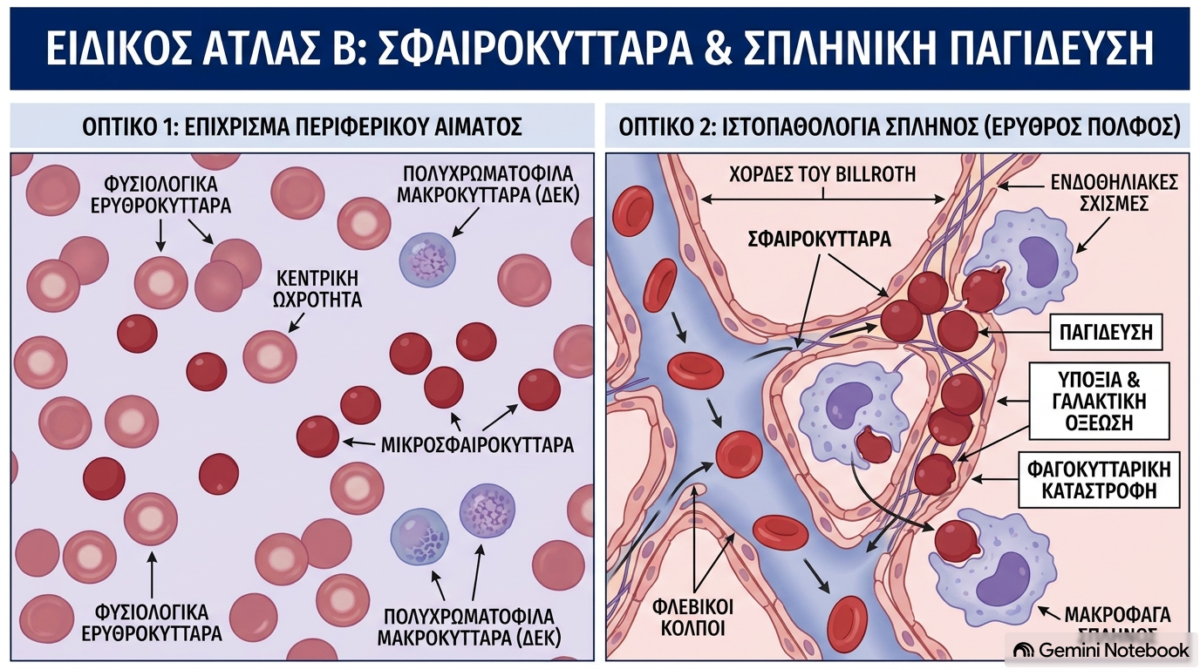 ΕΙΔΙΚΟΣ ΑΤΛΑΣ Β: ΣΦΑΙΡΟΚΥΤΤΑΡΑ & ΣΠΛΗΝΙΚΗ ΠΑΓΙΔΕΥΣΗ
ΟΠΤΙΚΟ 1: ΕΠΙΧΡΙΣΜΑ ΠΕΡΙΦΕΡΙΚΟΥ ΑΙΜΑΤΟΣ
ΦΥΣΙΟΛΟΓΙΚΑ
ΕΡΥΘΡΟΚΥΤΤΑΡΑ
ΠΟΛΥΧΡΩΜΑΤΟΦΙΛΑ
ΜΑΚΡΟΚΥΤΤΑΡΑ (ΔΕΚ)
ΚΕΝΤΡΙΚΗ
ΩΧΡΟΤΗΤΑ
ΜΙΚΡΟΣΦΑΙΡΟΚΥΤΤΑΡΑ
ΦΥΣΙΟΛΟΓΙΚΑ
ΕΡΥΘΡΟΚΥΤΤΑΡΑ
ΠΟΛΥΧΡΩΜΑΤΟΦΙΛΑ
ΜΑΚΡΟΚΥΤΤΑΡΑ (ΔΕΚ)
ΟΠΤΙΚΟ 2: ΙΣΤΟΠΑΘΟΛΟΓΙΑ ΣΠΛΗΝΟΣ (ΕΡΥΘΡΟΣ ΠΟΛΦΟΣ)
ΧΟΡΔΕΣ ΤΟΥ BILLROTH
ΕΝΔΟΘΗΛΙΑΚΕΣ
ΣΧΙΣΜΕΣ
ΣΦΑΙΡΟΚΥΤΤΑΡΑ
ΠΑΓΙΔΕΥΣΗ
ΥΠΟΞΙΑ &
ΓΑΛΑΚΤΙΚΗ
ΟΞΕΩΣΗ
ΦΑΓΟΚΥΤΤΑΡΙΚΗ
ΚΑΤΑΣΤΡΟΦΗ
ΦΛΕΒΙΚΟΙ
ΚΟΛΠΟΙ
ΜΑΚΡΟΦΑΓΑ
Gemini Notebook